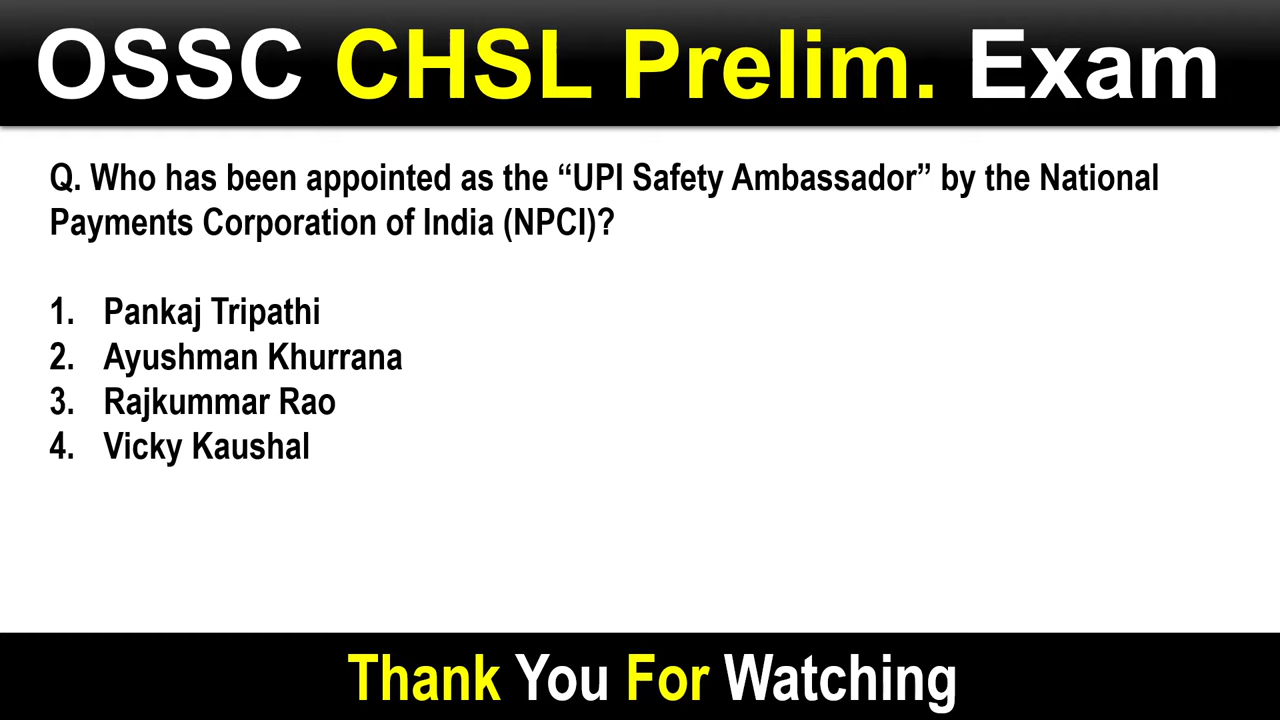 OSSC CHSL Prelim. Exam
Q. Who has been appointed as the “UPI Safety Ambassador” by the National
Payments Corporation of India (NPCI)?
1. Pankaj Tripathi
2. Ayushman Khurrana
3. Rajkummar Rao
4. Vicky Kaushal
Thank You For Watching